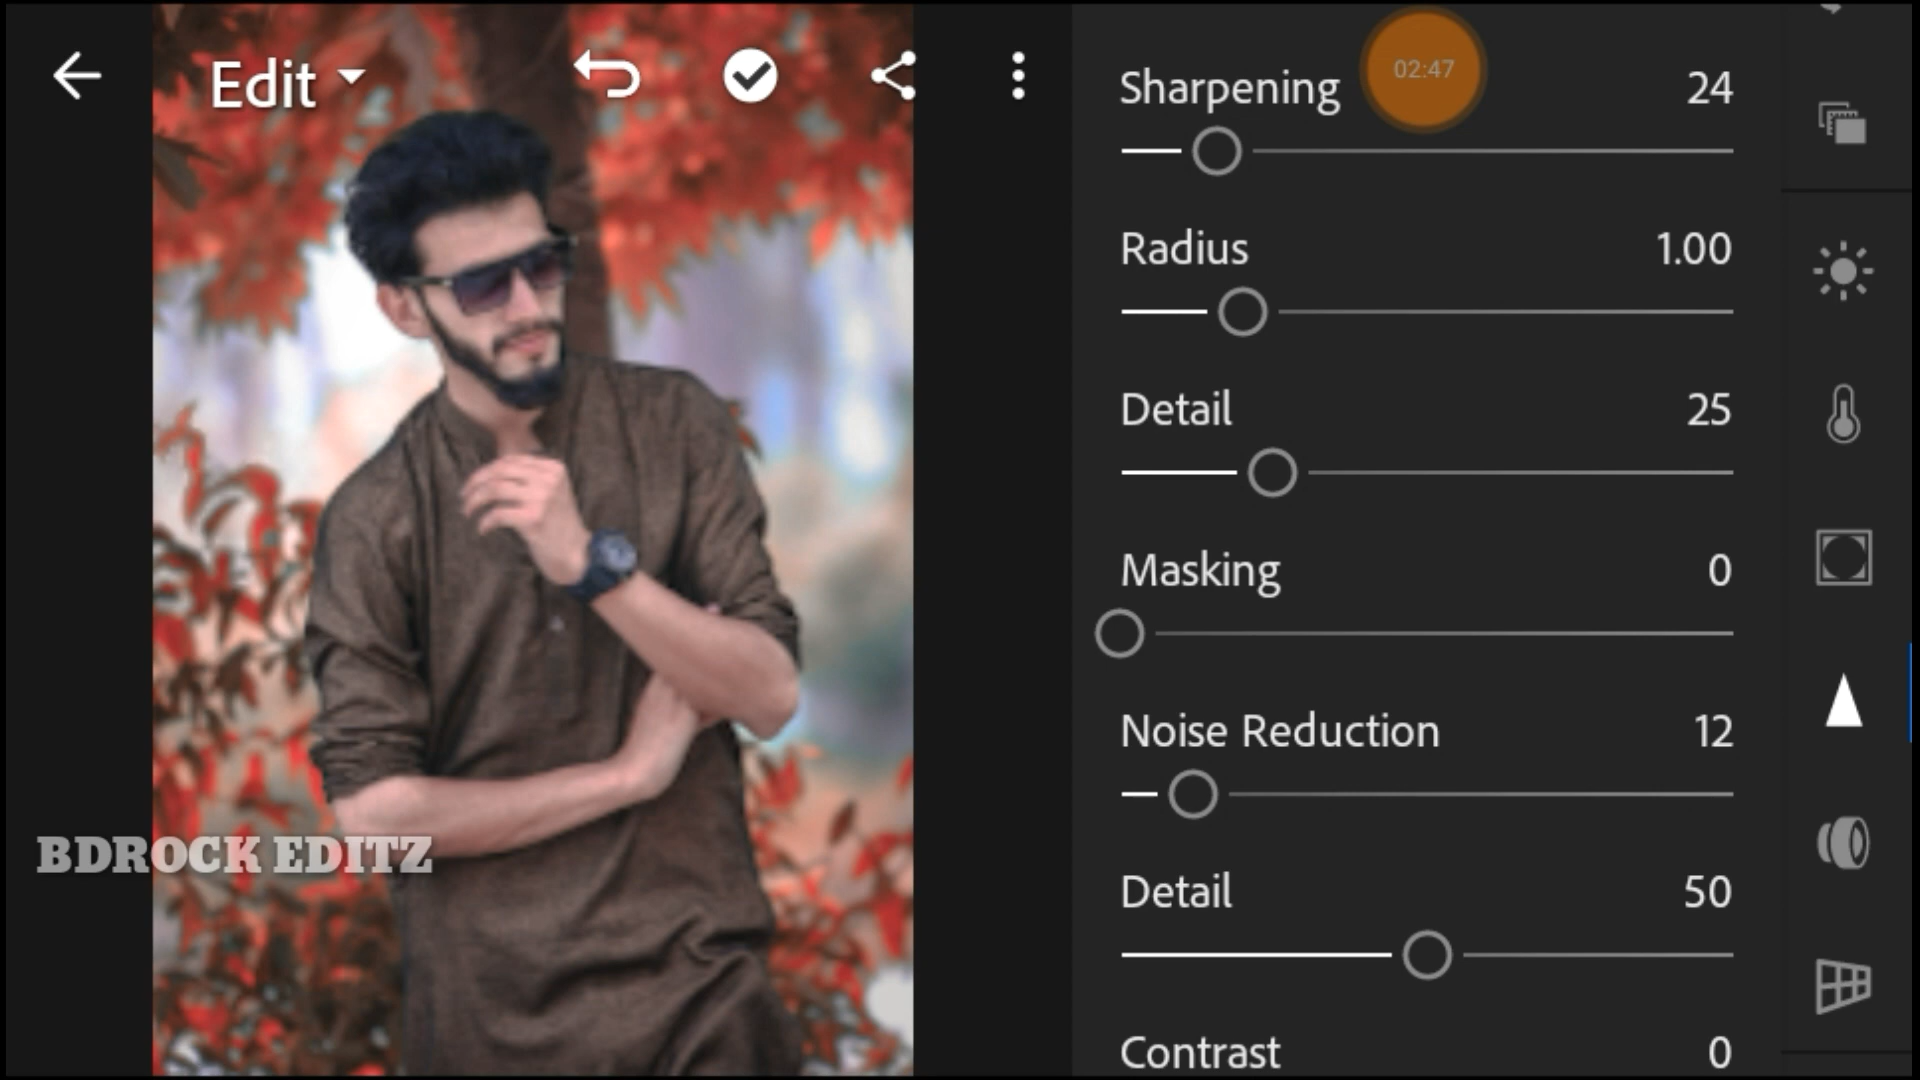 Edit
02:47
Sharpening 24
Radius 1.00
Detail 25
Masking 0
Noise Reduction 12
BDROCK EDITZ
Detail 50
Contrast 0